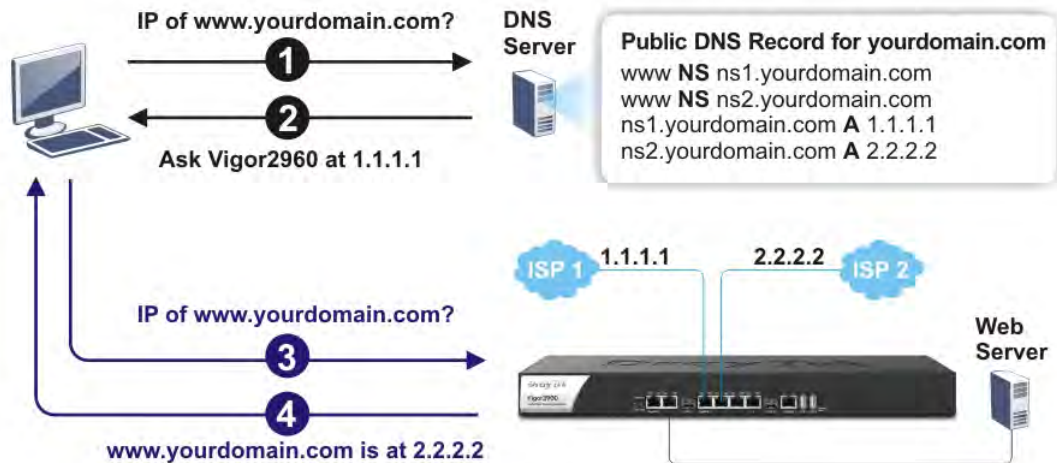 IP of www.yourdomain.com?
1
2
Ask Vigor2960 at 1.1.1.1
DNS
Server
Public DNS Record for yourdomain.com
www NS ns1.yourdomain.com
www NS ns2.yourdomain.com
ns1.yourdomain.com A 1.1.1.1
ns2.yourdomain.com A 2.2.2.2
ISP 1
1.1.1.1
2.2.2.2
ISP 2
IP of www.yourdomain.com?
3
4
www.yourdomain.com is at 2.2.2.2
Vigor2960
Web
Server